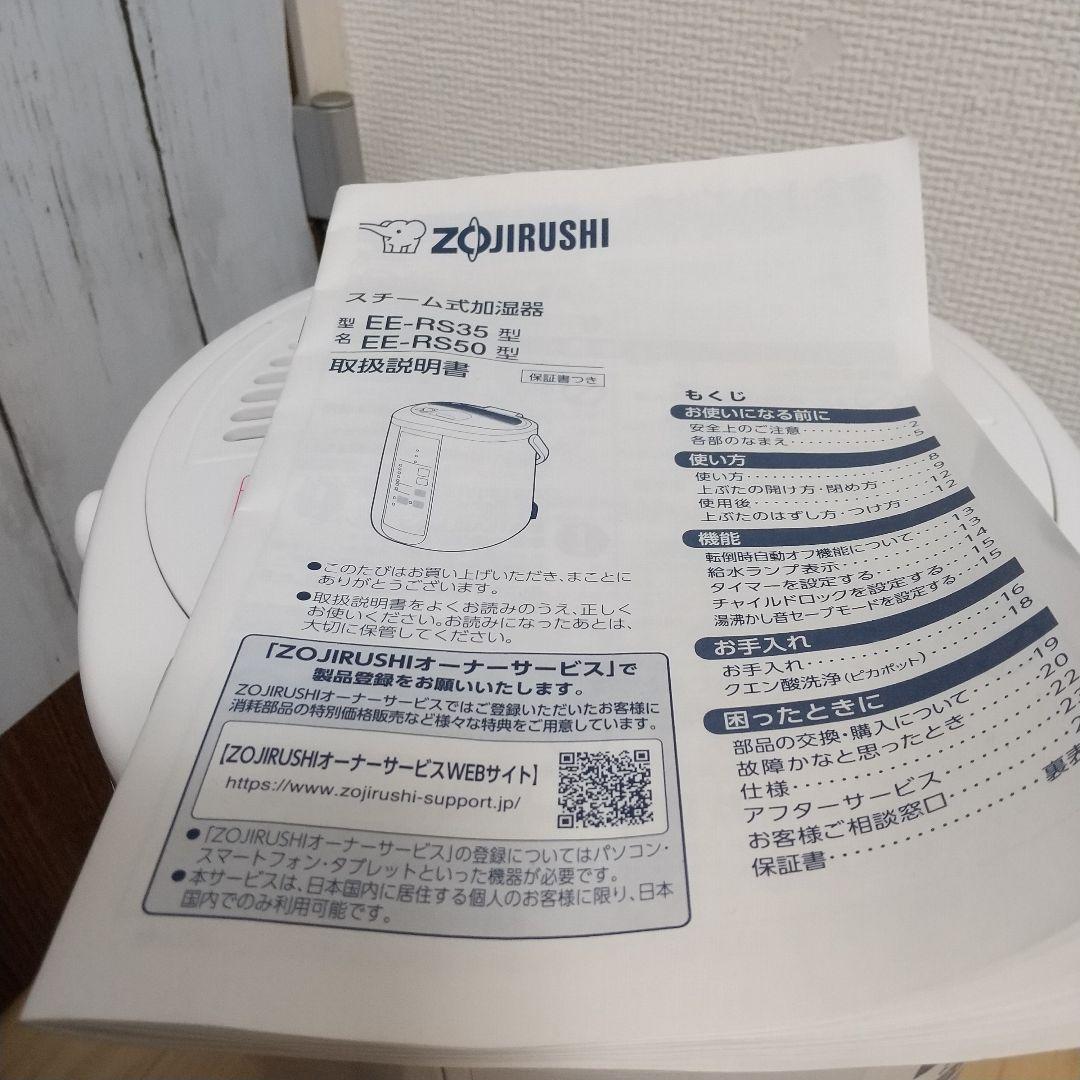 ZOJIRUSHI
スチーム式加湿器
型名 EE-RS35 型
EE-RS50 型
取扱説明書 保証書つき
●このたびはお買い上げいただき、まことに
ありがとうございます。
●取扱説明書をよくお読みのうえ、正しく
お使いください。お読みになったあとは、
大切に保管してください。
「ZOJIRUSHIオーナーサービス」で
製品登録をお願いいたします。
ZOJIRUSHIオーナーサービスではご登録いただいたお客様に
消耗部品の特別価格販売など様々な特典をご用意しています。
【ZOJIRUSHIオーナーサービスWEBサイト】
https://www.zojirushi-support.jp/
●「ZOJIRUSHIオーナーサービス」の登録についてはパソコン・
スマートフォン・タブレットといった機器が必要です。
●本サービスは、日本国内に居住する個人のお客様に限り、日本
国内でのみ利用可能です。
もくじ
お使いになる前に
安全上のご注意‥‥‥‥2
各部のなまえ‥‥‥‥5
使い方
使い方‥‥‥‥8
上ぶたの開け方・閉め方‥‥‥‥9
使用後‥‥‥‥12
上ぶたのはずし方・つけ方‥‥‥‥12
機能
転倒時自動オフ機能について‥‥‥‥13
給水ランプ表示‥‥‥‥13
タイマーを設定する‥‥‥‥14
チャイルドロックを設定する‥‥‥‥15
湯沸かし音セーブモードを設定する‥‥‥‥15
お手入れ
お手入れ‥‥‥‥16
クエン酸洗浄(ピカポット)‥‥‥‥18
困ったときに
部品の交換・購入について‥‥‥‥19
故障かなと思ったとき‥‥‥‥20
仕様‥‥‥‥22
アフターサービス
お客様ご相談窓口‥‥‥‥
保証書‥‥‥‥